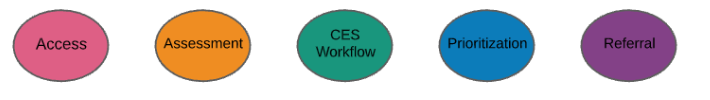 Access
Assessment
CES
Workflow
Prioritization
Referral